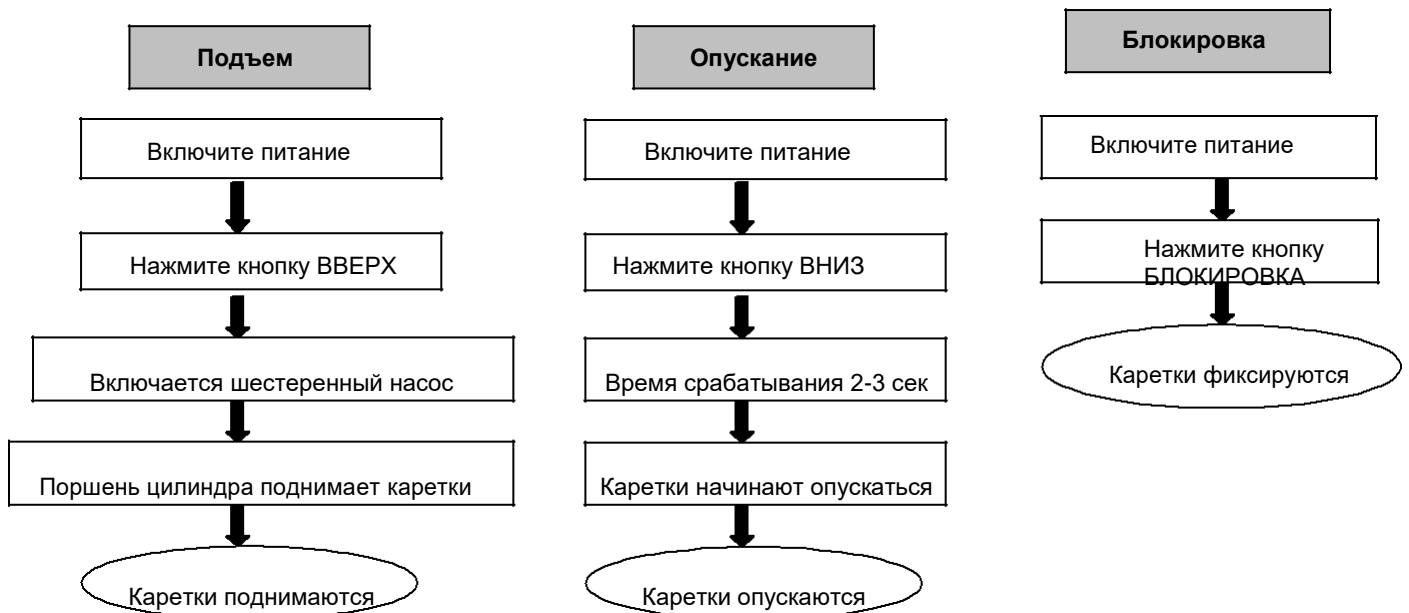 Подъем
Включите питание
Нажмите кнопку ВВЕРХ
Включается шестеренный насос
Поршень цилиндра поднимает каретки
Каретки поднимаются
Опускание
Включите питание
Нажмите кнопку ВНИЗ
Время срабатывания 2-3 сек
Каретки начинают опускаться
Каретки опускаются
Блокировка
Включите питание
Нажмите кнопку
БЛОКИРОВКА
Каретки фиксируются